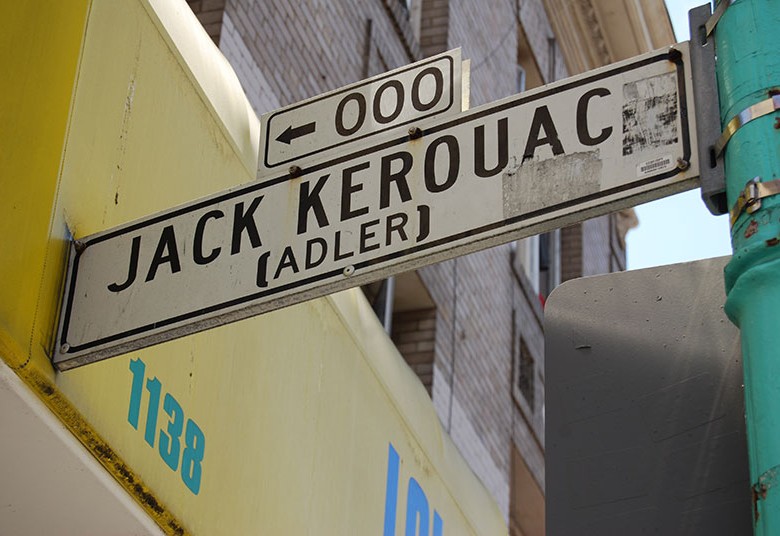 ← 000
JACK KEROUAC
(ADLER)
1138